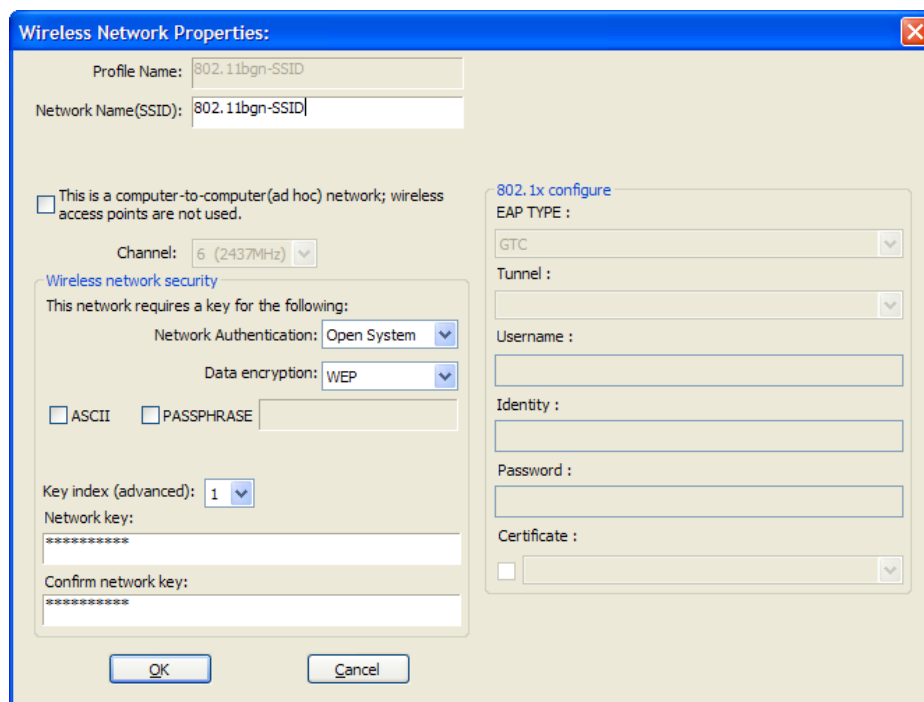 Wireless Network Properties:
Profile Name: 802.11bgn-SSID
Network Name(SSID): 802.11bgn-SSID
This is a computer-to-computer(ad hoc) network; wireless
access points are not used.
Channel: 6 (2437MHz)
Wireless network security
This network requires a key for the following:
Network Authentication: Open System
Data encryption: WEP
ASCII PASSPHRASE
Key index (advanced): 1
Network key:
**********
Confirm network key:
**********
OK Cancel
802.1x configure
EAP TYPE :
GTC
Tunnel :
Username :
Identity :
Password :
Certificate :